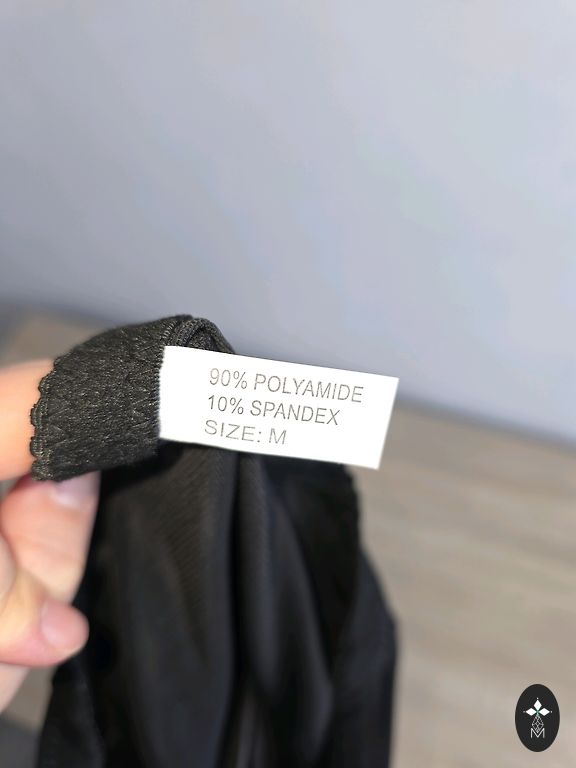 90% POLYAMIDE
10% SPANDEX
SIZE: M
M